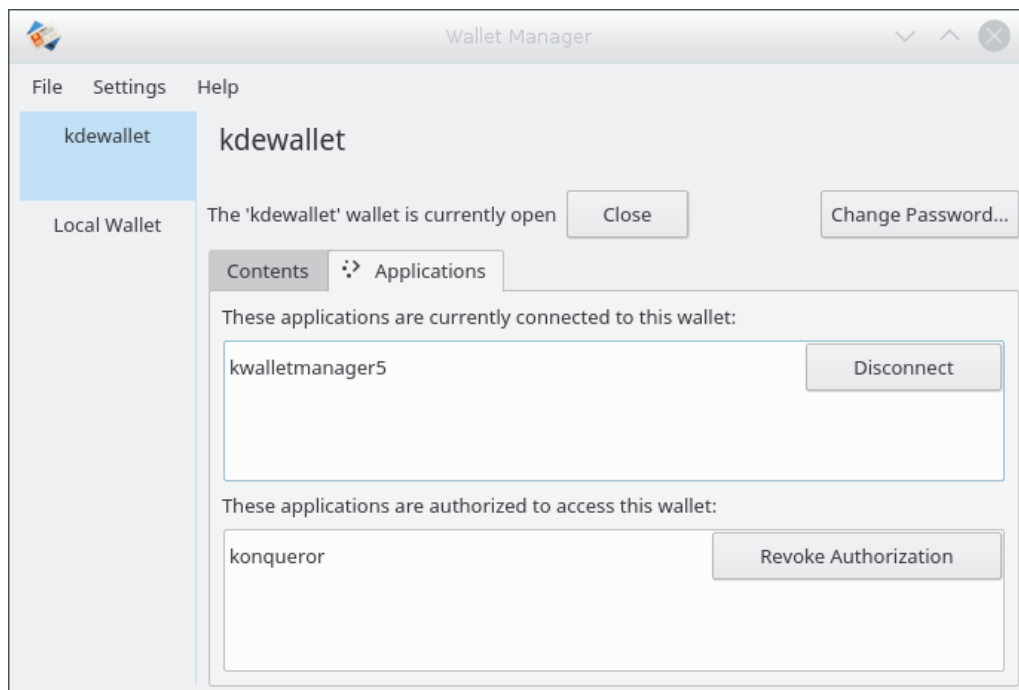 Wallet Manager
File Settings Help
kdewallet
kdewallet
Local Wallet
The 'kdewallet' wallet is currently open Close Change Password...
Contents Applications
These applications are currently connected to this wallet:
kwalletmanager5 Disconnect
These applications are authorized to access this wallet:
konqueror Revoke Authorization